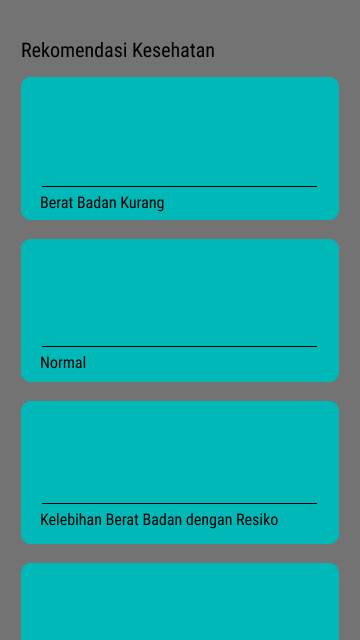 Rekomendasi Kesehatan
Berat Badan Kurang
Normal
Kelebihan Berat Badan dengan Resiko